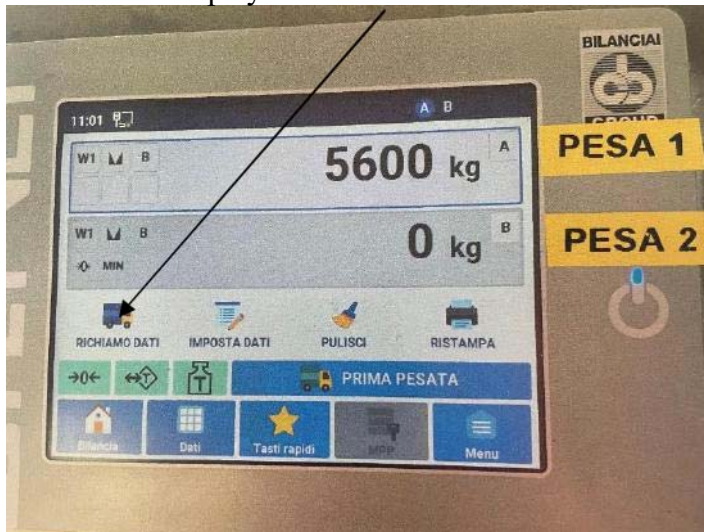 BILANCIAI
GROUP
11:01
A B
W1 B
5600 kg A
PESA 1
W1 B
0 kg B
PESA 2
→0← MIN
RICHIAMO DATI IMPOSTA DATI PULISCI RISTAMPA
→0← T T PRIMA PESATA
Bilancia Dati Tasti rapidi MPP Menu